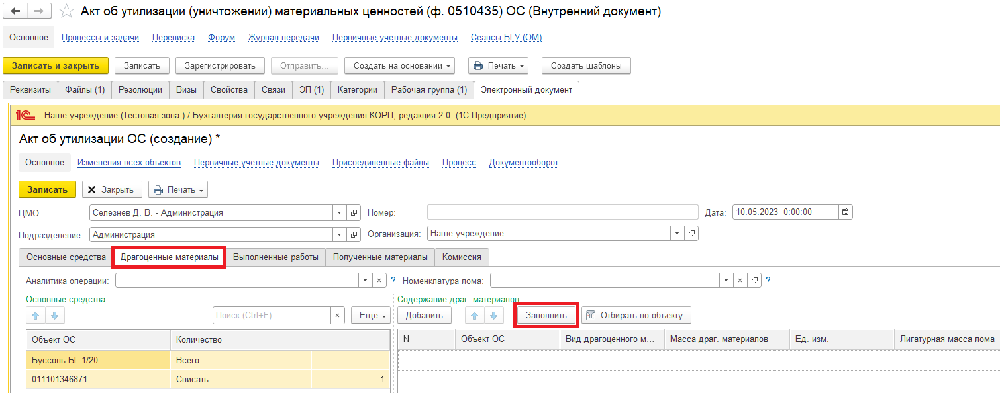 Акт об утилизации (уничтожении) материальных ценностей (ф. 0510435) ОС (Внутренний документ)
Основное Процессы и задачи Переписка Форум Журнал передачи Первичные учетные документы Сеансы БГУ (ОМ)
Записать и закрыть Записать Зарегистрировать Отправить... Создать на основании Печать Создать шаблоны
Реквизиты Файлы (1) Резолюции Визы Свойства Связи ЭП (1) Категории Рабочая группа (1) Электронный документ
1С Наше учреждение (Тестовая зона ) / Бухгалтерия государственного учреждения КОРП, редакция 2.0 (1С:Предприятие)
Акт об утилизации ОС (создание) *
Основное Изменения всех объектов Первичные учетные документы Присоединенные файлы Процесс Документооборот
Записать Закрыть Печать
ЦМО: Селезнев Д. В. - Администрация Номер: Дата: 10.05.2023 0:00:00
Подразделение: Администрация Организация: Наше учреждение
Основные средства Драгоценные материалы Выполненные работы Полученные материалы Комиссия
Аналитика операции: ? Номенклатура лома: ?
Основные средства Содержание драг. материалов
Поиск (Ctrl+F) × Еще Добавить Заполнить Отбирать по объекту
Объект ОС Количество N Объект ОС Вид драгоценного м... Масса драг. материалов Ед. изм. Лигатурная масса лома
Буссоль БГ-1/20 Всего:
011101346871 Списать: 1